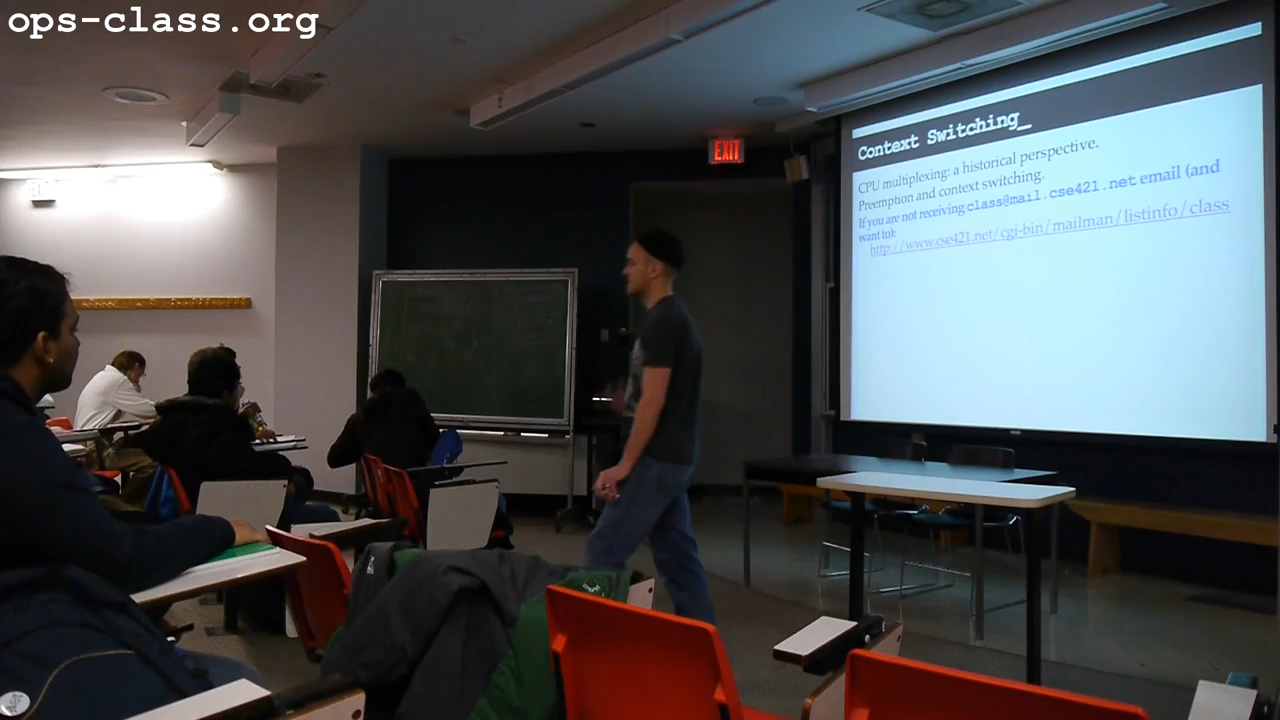 ops-class.org
EXIT
Context Switching_
CPU multiplexing: a historical perspective.
Preemption and context switching.
If you are not receiving class@mail.cse421.net email (and
want to):
http://www.cse421.net/cgi-bin/mailman/listinfo/class